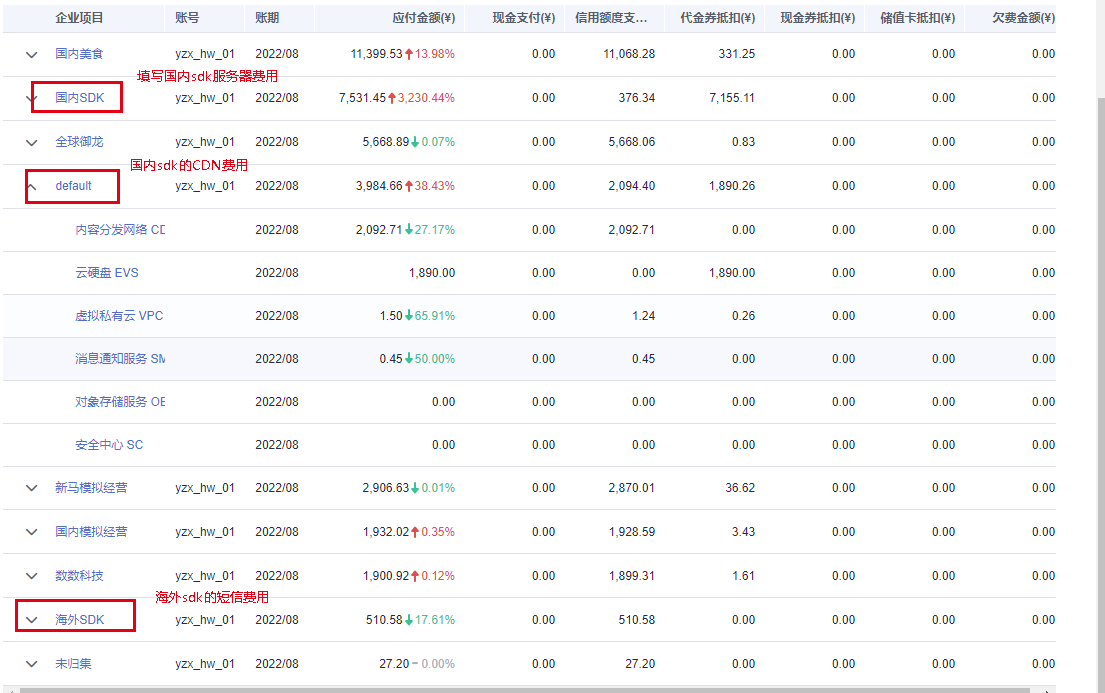 企业项目 账号 账期 应付金额(¥) 现金支付(¥) 信用额度支... 代金券抵扣(¥) 现金券抵扣(¥) 储值卡抵扣(¥) 欠费金额(¥)
国内美食 yzx_hw_01 2022/08 11,399.53 13.98% 0.00 11,068.28 331.25 0.00 0.00 0.00
填写国内sdk服务器费用
国内SDK yzx_hw_01 2022/08 7,531.45 3,230.44% 0.00 376.34 7,155.11 0.00 0.00 0.00
全球御龙 yzx_hw_01 2022/08 5,668.89 0.07% 0.00 5,668.06 0.83 0.00 0.00 0.00
国内sdk的CDN费用
default yzx_hw_01 2022/08 3,984.66 38.43% 0.00 2,094.40 1,890.26 0.00 0.00 0.00
内容分发网络 CD 2022/08 2,092.71 27.17% 0.00 2,092.71 0.00 0.00 0.00 0.00
云硬盘 EVS 2022/08 1,890.00 0.00 0.00 1,890.00 0.00 0.00 0.00
虚拟私有云 VPC 2022/08 1.50 65.91% 0.00 1.24 0.26 0.00 0.00 0.00
消息通知服务 SM 2022/08 0.45 50.00% 0.00 0.45 0.00 0.00 0.00 0.00
对象存储服务 OB 2022/08 0.00 0.00 0.00 0.00 0.00 0.00 0.00
安全中心 SC 2022/08 0.00 0.00 0.00 0.00 0.00 0.00 0.00
新马模拟经营 yzx_hw_01 2022/08 2,906.63 0.01% 0.00 2,870.01 36.62 0.00 0.00 0.00
国内模拟经营 yzx_hw_01 2022/08 1,932.02 0.35% 0.00 1,928.59 3.43 0.00 0.00 0.00
数数科技 yzx_hw_01 2022/08 1,900.92 0.12% 0.00 1,899.31 1.61 0.00 0.00 0.00
海外sdk的短信费用
海外SDK yzx_hw_01 2022/08 510.58 17.61% 0.00 510.58 0.00 0.00 0.00 0.00
未归集 yzx_hw_01 2022/08 27.20 – 0.00% 0.00 27.20 0.00 0.00 0.00 0.00